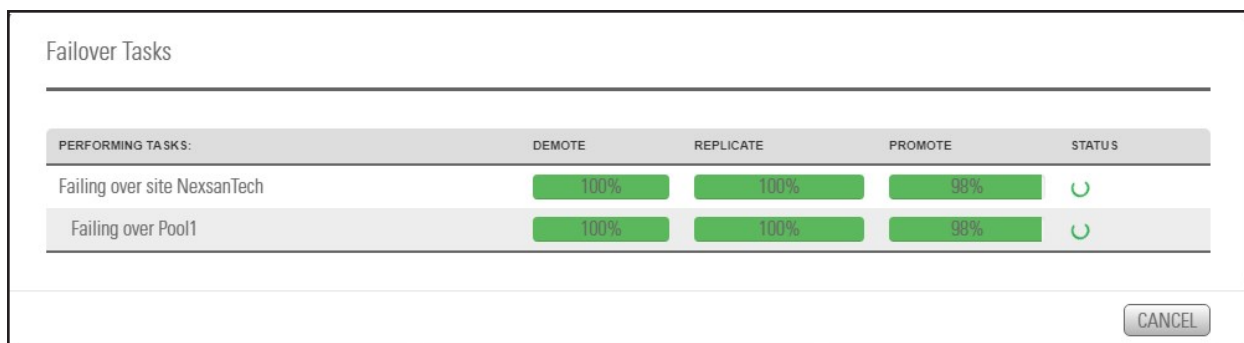 Failover Tasks
PERFORMING TASKS: DEMOTE REPLICATE PROMOTE STATUS
Failing over site NexsanTech 100% 100% 98%
Failing over Pool1 100% 100% 98%
CANCEL